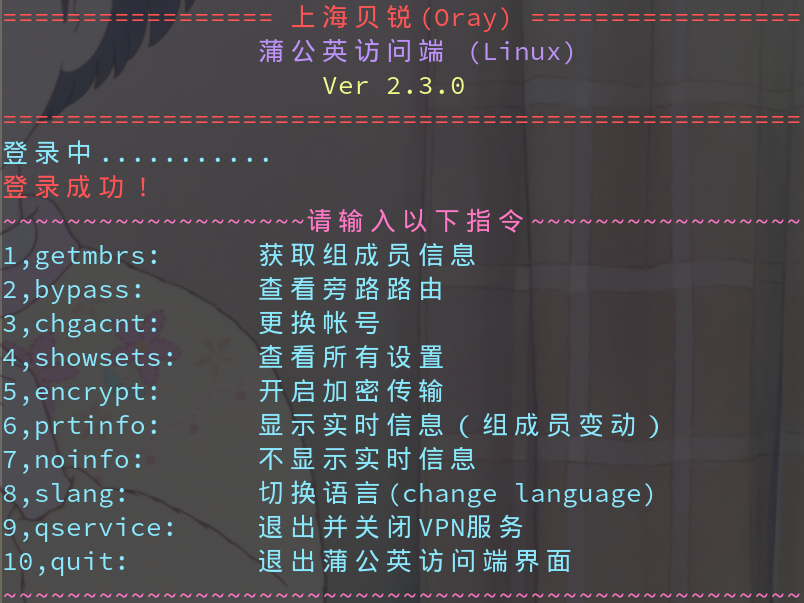 ================= 上海贝锐(Oray) =================
蒲公英访问端 (Linux)
Ver 2.3.0
==================================================
登录中...........
登录成功！
~~~~~~~~~~~~~~~~~~~请输入以下指令~~~~~~~~~~~~~~~~~
1,getmbrs: 获取组成员信息
2,bypass: 查看旁路路由
3,chgacnt: 更换帐号
4,showsets: 查看所有设置
5,encrypt: 开启加密传输
6,prtinfo: 显示实时信息（组成员变动）
7,noinfo: 不显示实时信息
8,slang: 切换语言(change language)
9,qservice: 退出并关闭VPN服务
10,quit: 退出蒲公英访问端界面
~~~~~~~~~~~~~~~~~~~~~~~~~~~~~~~~~~~~~~~~~~~~~~~~~~